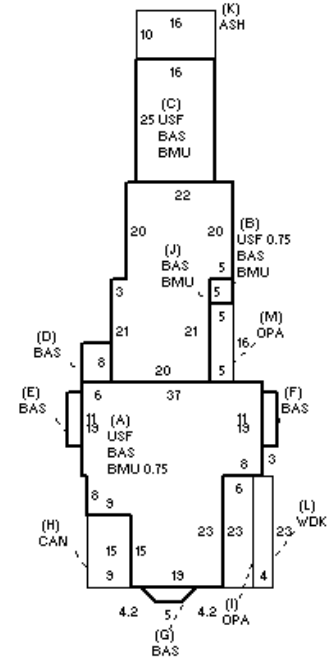 (K)
ASH
16
10
16
(C)
25 USF
BAS
BMU
22
20
20
(B)
USF 0.75
BAS
BMU
(J)
BAS
BMU
5
5
3
5
(M)
OPA
16
21
21
(D)
BAS
8
20
5
(E)
BAS
6
37
(F)
BAS
11
19
(A)
USF
BAS
BMU 0.75
11
19
3
8
8
9
6
(L)
WDK
(H)
CAN
23
23
23
15
15
9
19
4
4.2
5
4.2
(I)
OPA
(G)
BAS